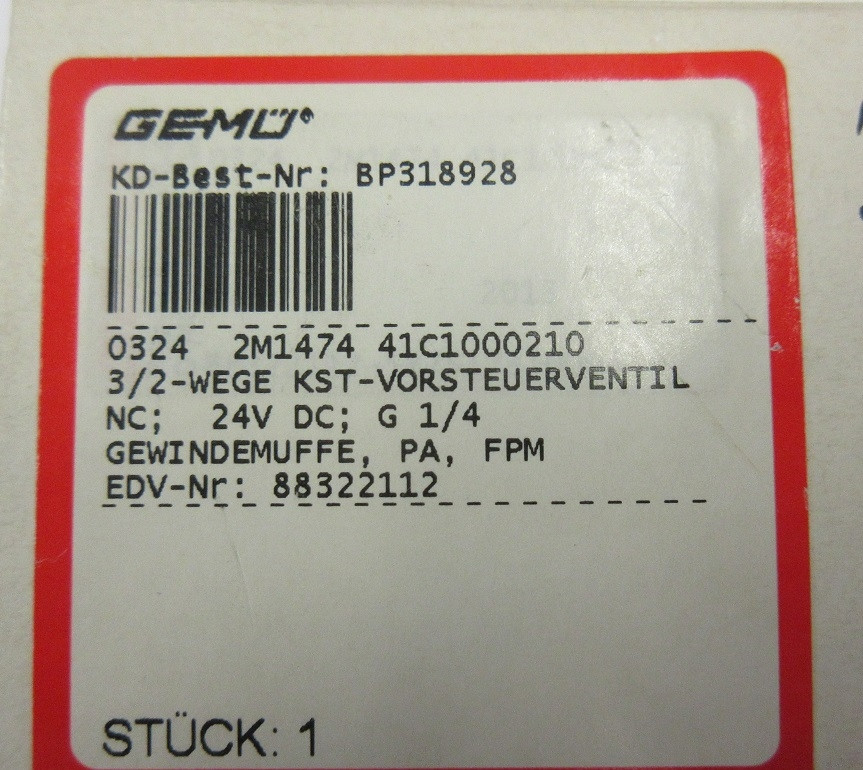 GEMÜ®
KD-Best-Nr: BP318928
0324 2M1474 41C1000210
3/2-WEGE KST-VORSTEUERVENTIL
NC; 24V DC; G 1/4
GEWINDEMUFFE, PA, FPM
EDV-Nr: 88322112
STÜCK: 1